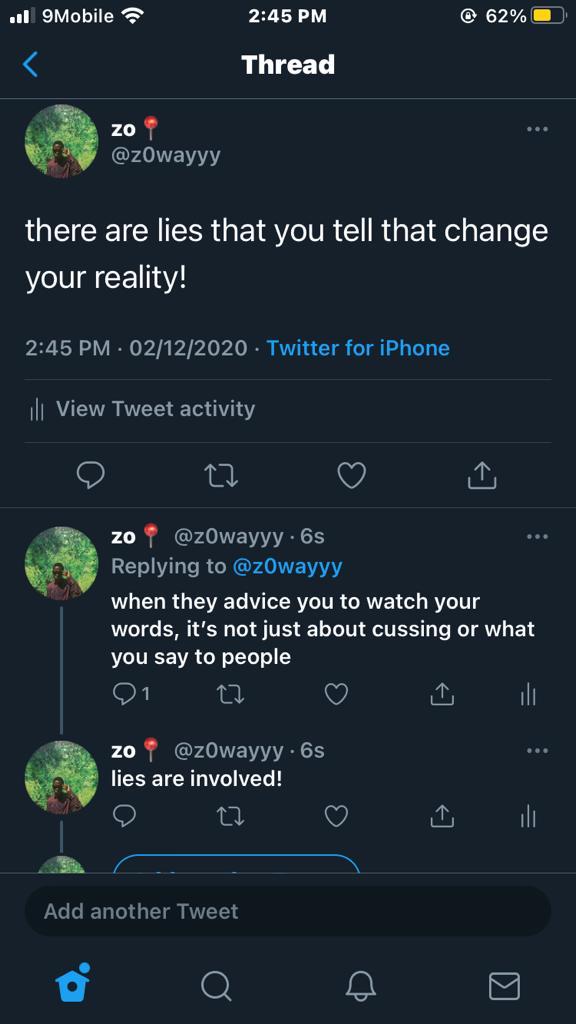 9Mobile 2:45 PM 62%
Thread
zo
@z0wayyy
there are lies that you tell that change
your reality!
2:45 PM · 02/12/2020 · Twitter for iPhone
View Tweet activity
zo @z0wayyy · 6s
Replying to @z0wayyy
when they advice you to watch your
words, it's not just about cussing or what
you say to people
1
zo @z0wayyy · 6s
lies are involved!
Add another Tweet